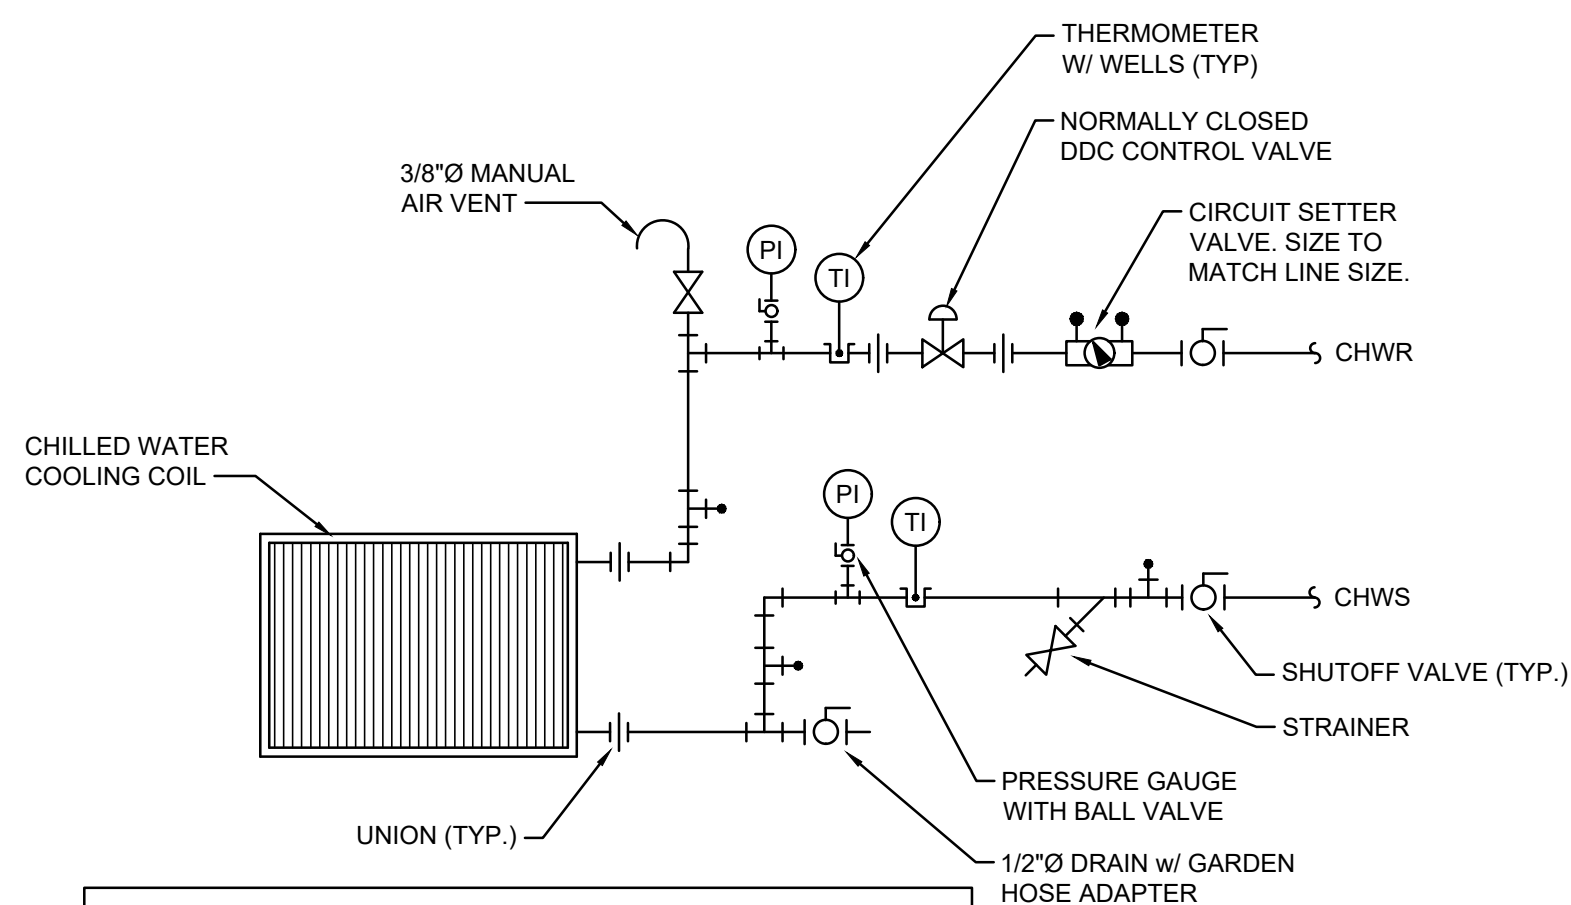 THERMOMETER
W/ WELLS (TYP)
NORMALLY CLOSED
DDC CONTROL VALVE
3/8"Ø MANUAL
AIR VENT
CIRCUIT SETTER
VALVE. SIZE TO
MATCH LINE SIZE.
PI
TI
CHWR
CHILLED WATER
COOLING COIL
PI
TI
CHWS
SHUTOFF VALVE (TYP.)
STRAINER
PRESSURE GAUGE
WITH BALL VALVE
UNION (TYP.)
1/2"Ø DRAIN w/ GARDEN
HOSE ADAPTER